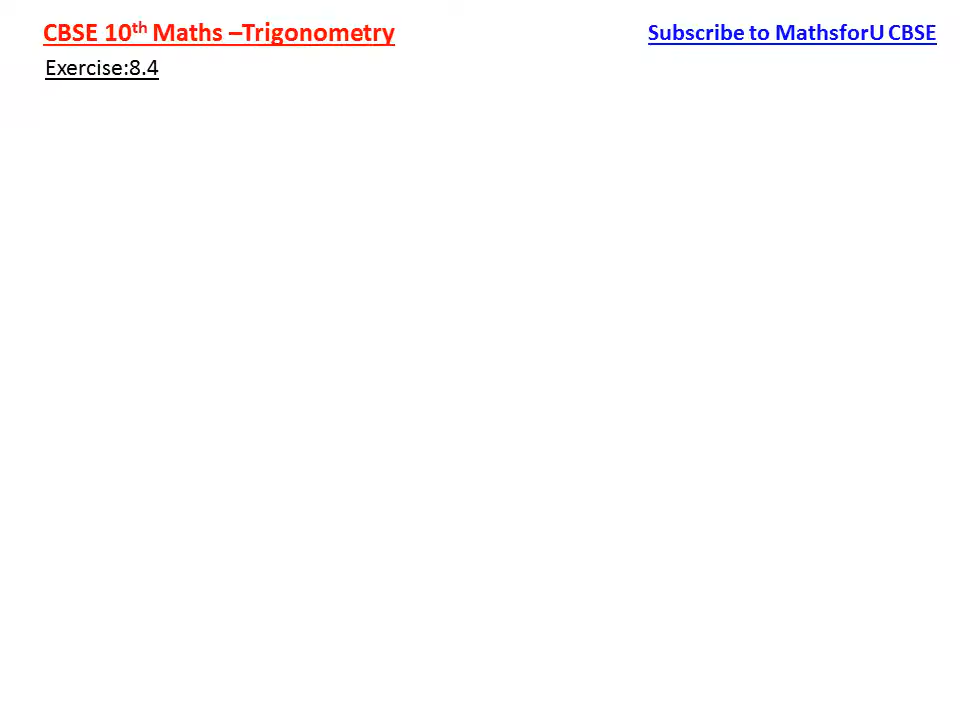 CBSE 10th Maths –Trigonometry
Subscribe to MathsforU CBSE
Exercise:8.4